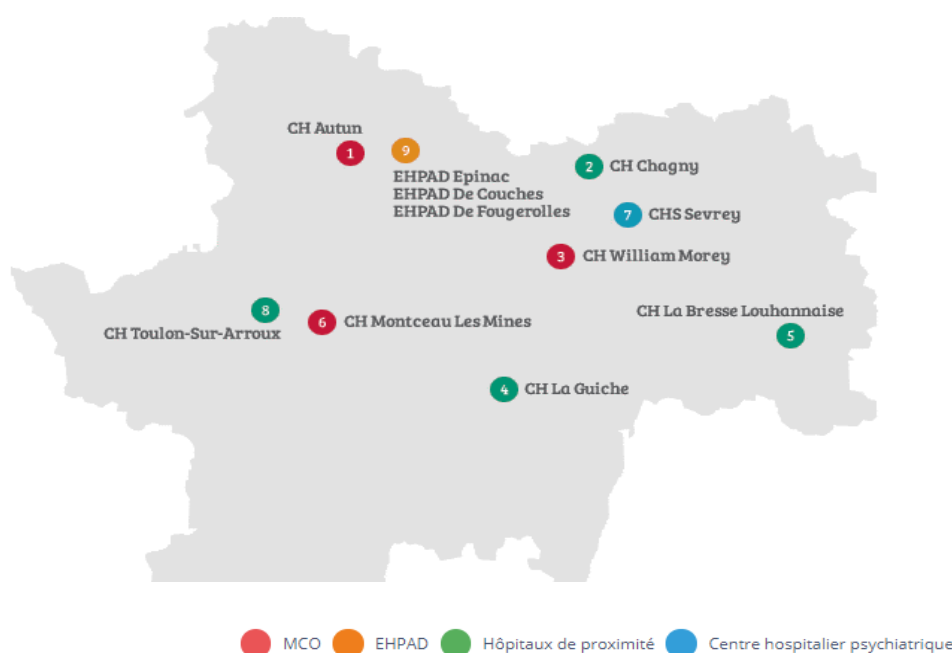 CH Autun
1
9
EHPAD Epinac
EHPAD De Couches
EHPAD De Fougerolles
2 CH Chagny
7 CHS Sevrey
3 CH William Morey
8
CH Toulon-Sur-Arroux
6 CH Montceau Les Mines
CH La Bresse Louhannaise
5
4 CH La Guiche
MCO EHPAD Hôpitaux de proximité Centre hospitalier psychiatrique